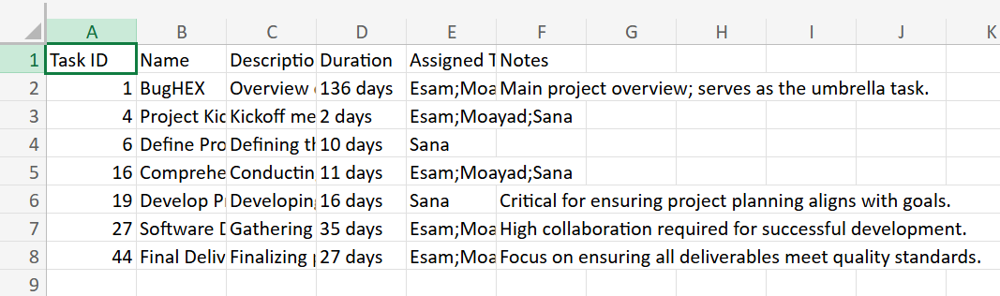 A B C D E F G H I J K
1 Task ID Name Descriptio Duration Assigned T Notes
2 1 BugHEX Overview 136 days Esam;Moa Main project overview; serves as the umbrella task.
3 4 Project Kic Kickoff me 2 days Esam;Moayad;Sana
4 6 Define Pro Defining th 10 days Sana
5 16 Comprehe Conductin 11 days Esam;Moayad;Sana
6 19 Develop P Developing 16 days Sana Critical for ensuring project planning aligns with goals.
7 27 Software D Gathering 35 days Esam;Moa High collaboration required for successful development.
8 44 Final Deliv Finalizing 27 days Esam;Moa Focus on ensuring all deliverables meet quality standards.
9